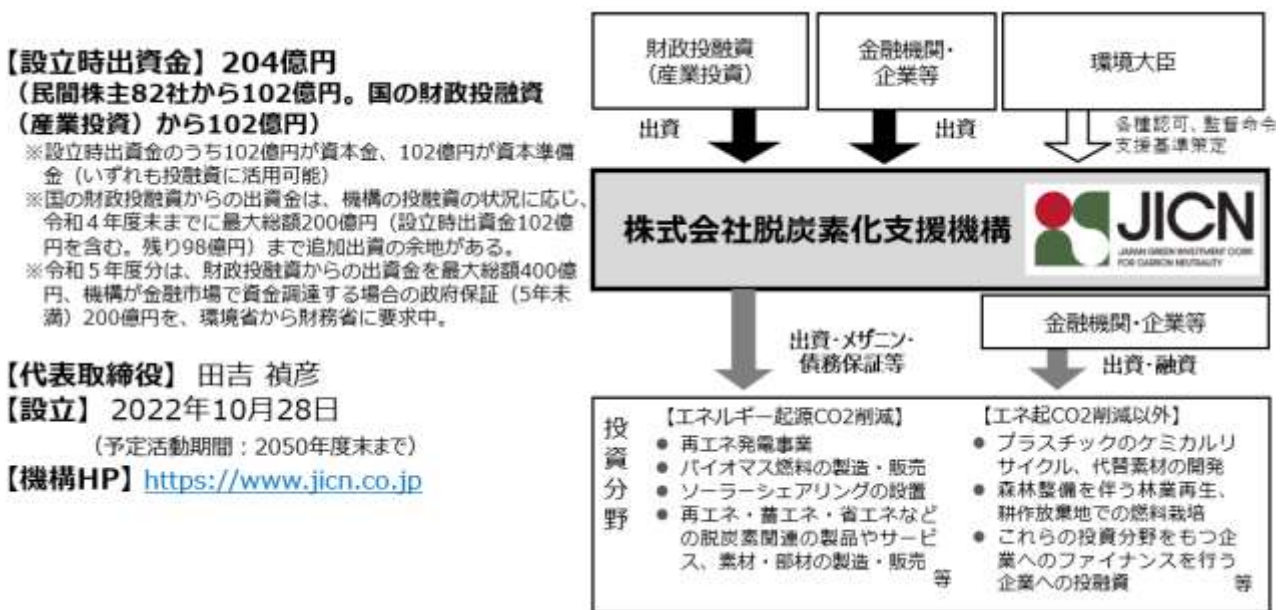 【設立時出資金】204億円
(民間株主82社から102億円。国の財政投融資
(産業投資)から102億円)
※設立時出資金のうち102億円が資本金、102億円が資本準備
金(いずれも投融資に活用可能)
※国の財政投融資からの出資金は、機構の投融資の状況に応じ、
令和4年度末までに最大総額200億円(設立時出資金102億
円を含む。残り98億円)まで追加出資の余地がある。
※令和5年度分は、財政投融資からの出資金を最大総額400億
円、機構が金融市場で資金調達する場合の政府保証(5年未
満)200億円を、環境省から財務省に要求中。
【代表取締役】田吉 禎彦
【設立】2022年10月28日
(予定活動期間:2050年度末まで)
【機構HP】https://www.jicn.co.jp
財政投融資
(産業投資)
金融機関・
企業等
環境大臣
出資
出資
各種認可、監督命令
支援基準策定
株式会社脱炭素化支援機構
JICN
JAPAN GREEN INVESTMENT CORP.
FOR CARBON NEUTRALITY
金融機関・企業等
出資・メザニン・
債務保証等
出資・融資
投資分野
【エネルギー起源CO2削減】
● 再エネ発電事業
● バイオマス燃料の製造・販売
● ソーラーシェアリングの設置
● 再エネ・蓄エネ・省エネなど
の脱炭素関連の製品やサービ
ス、素材・部材の製造・販売
等
【エネ起CO2削減以外】
● プラスチックのケミカルリ
サイクル、代替素材の開発
● 森林整備を伴う林業再生、
耕作放棄地での燃料栽培
● これらの投資分野をもつ企
業へのファイナンスを行う
企業への投融資
等